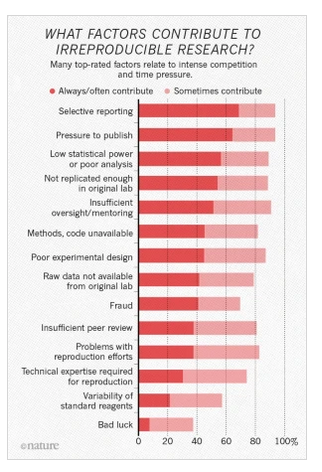 WHAT FACTORS CONTRIBUTE TO
IRREPRODUCIBLE RESEARCH?
Many top-rated factors relate to intense competition
and time pressure.
Always/often contribute Sometimes contribute
Selective reporting
Pressure to publish
Low statistical power
or poor analysis
Not replicated enough
in original lab
Insufficient
oversight/mentoring
Methods, code unavailable
Poor experimental design
Raw data not available
from original lab
Fraud
Insufficient peer review
Problems with
reproduction efforts
Technical expertise required
for reproduction
Variability of
standard reagents
Bad luck
0 20 40 60 80 100%
©nature